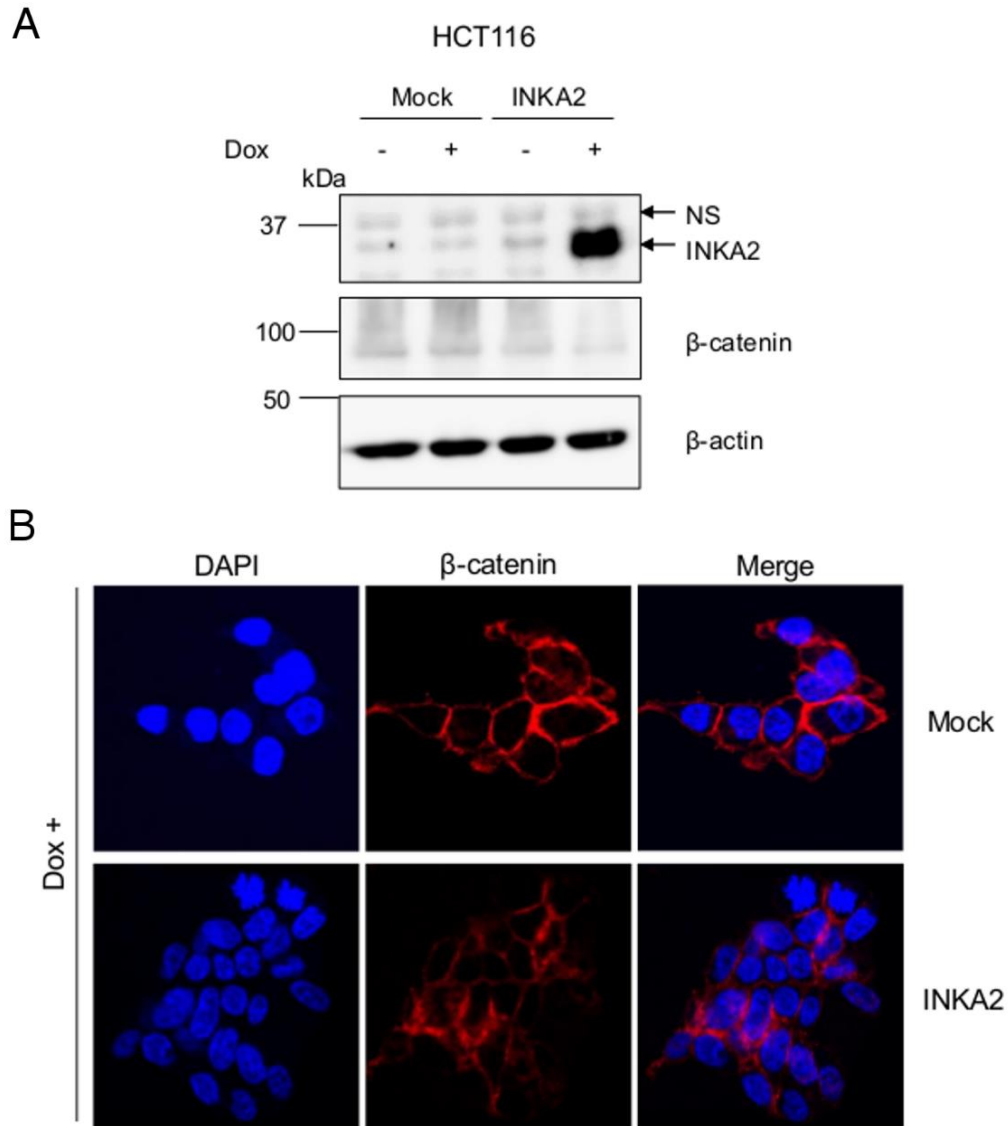 A
HCT116
Mock INKA2
Dox - + - +
kDa
37
NS
INKA2
100
β-catenin
50
β-actin
B
DAPI β-catenin Merge
Dox +
Mock
INKA2